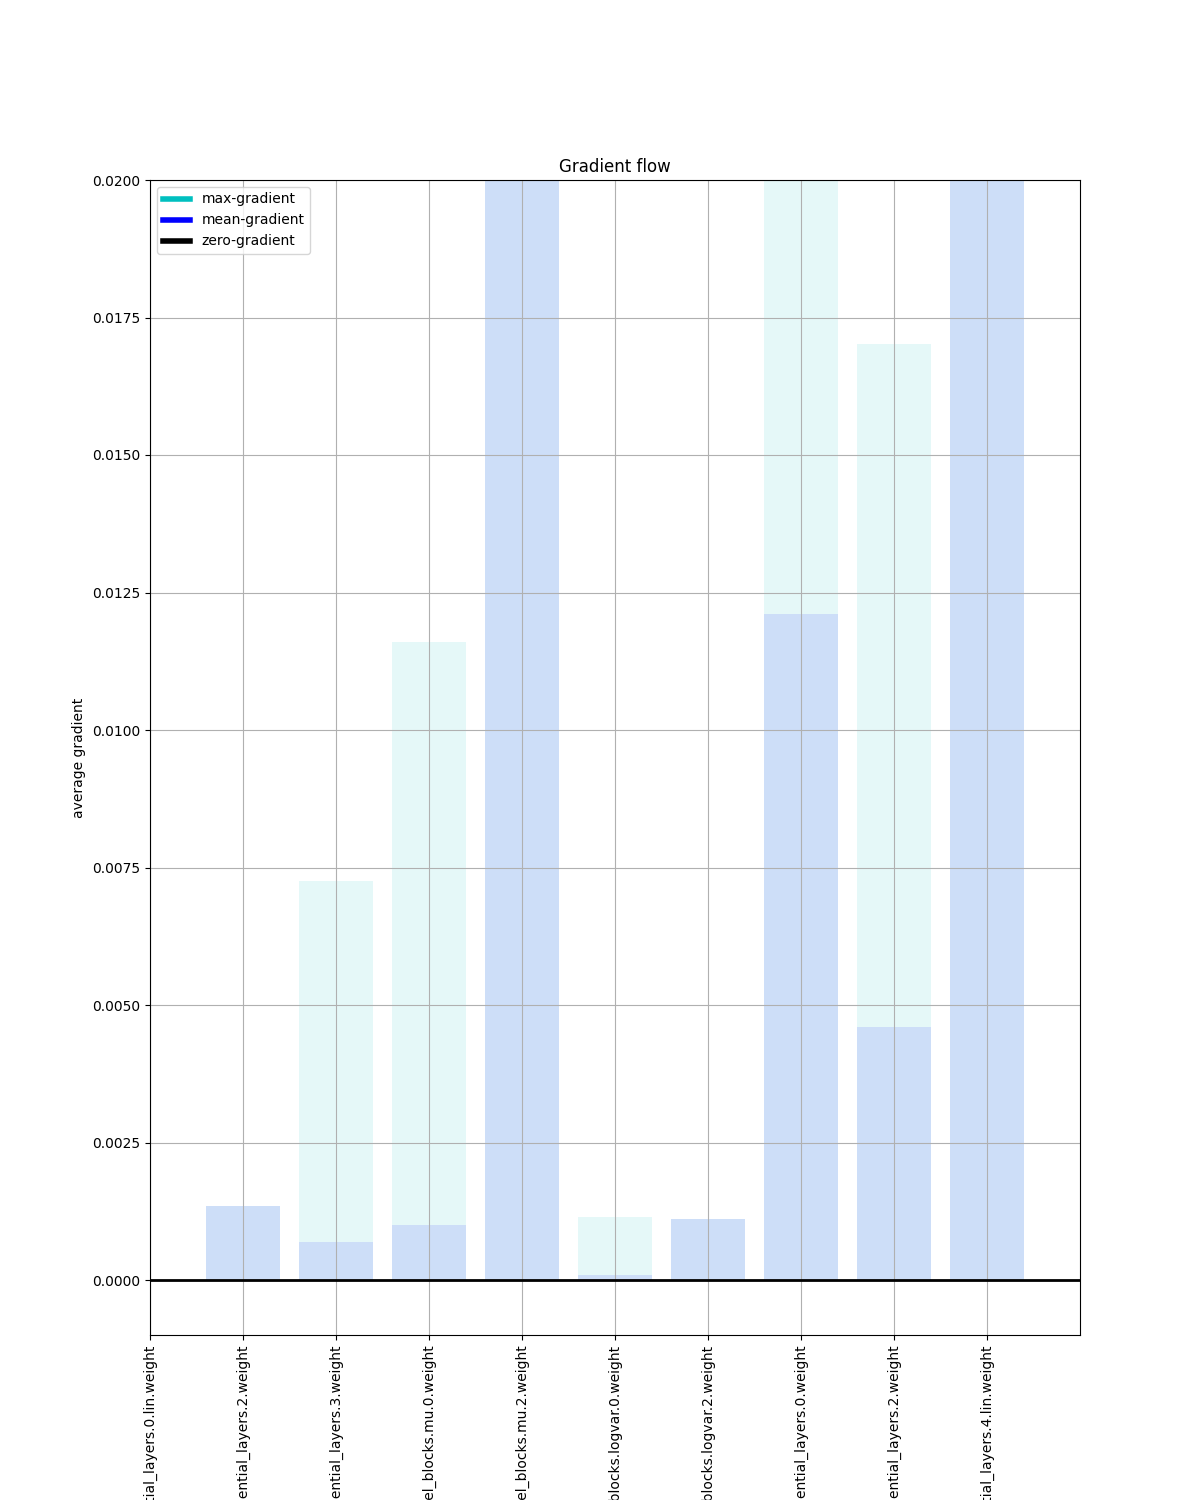 Gradient flow
max-gradient
mean-gradient
zero-gradient
0.0200
0.0175
0.0150
0.0125
0.0100
0.0075
0.0050
0.0025
0.0000
average gradient
tial_layers.0.lin.weight
ential_layers.2.weight
ential_layers.3.weight
el_blocks.mu.0.weight
el_blocks.mu.2.weight
blocks.logvar.0.weight
blocks.logvar.2.weight
ential_layers.0.weight
ential_layers.2.weight
tial_layers.4.lin.weight